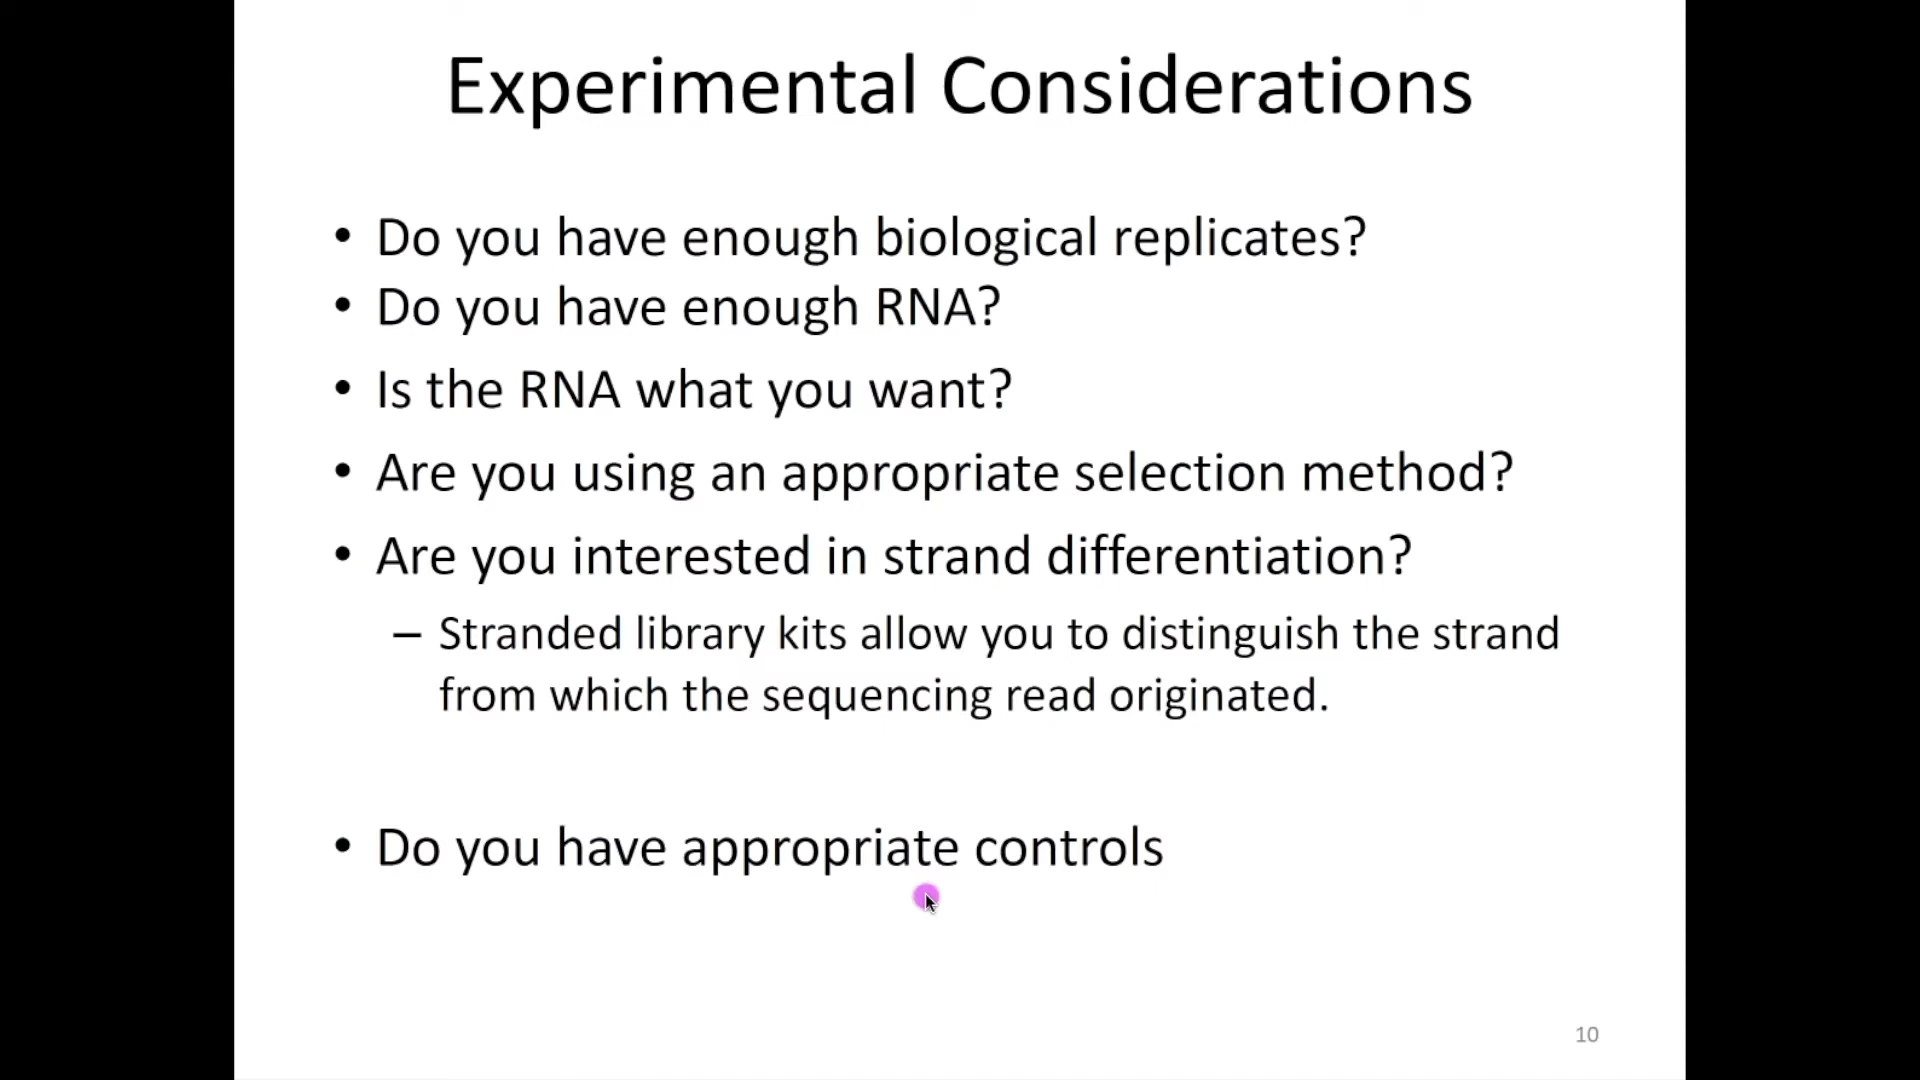 Experimental Considerations
• Do you have enough biological replicates?
• Do you have enough RNA?
• Is the RNA what you want?
• Are you using an appropriate selection method?
• Are you interested in strand differentiation?
– Stranded library kits allow you to distinguish the strand
from which the sequencing read originated.
• Do you have appropriate controls
10